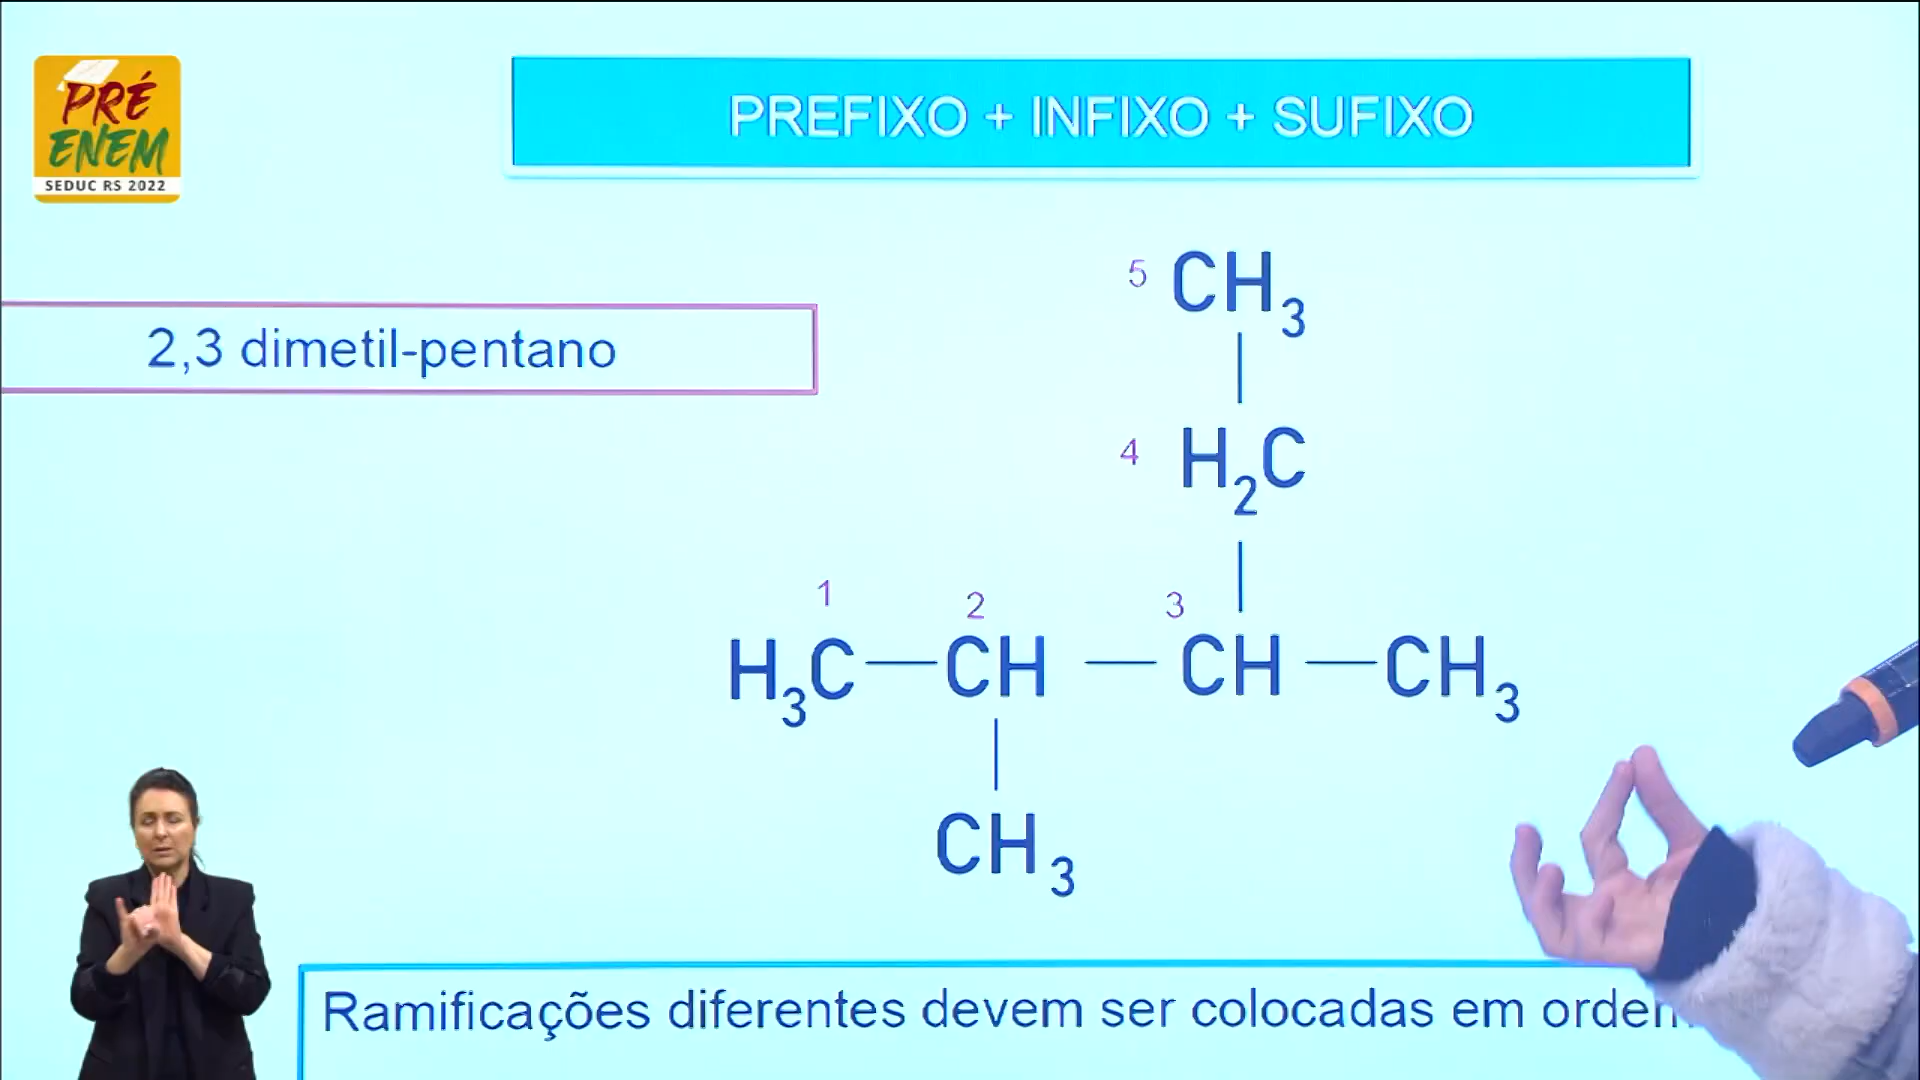 PRÉ
ENEM
SEDUC RS 2022
PREFIXO + INFIXO + SUFIXO
2,3 dimetil-pentano
5 CH3
4 H2C
1 2 3
H3C CH CH CH3
CH3
Ramificações diferentes devem ser colocadas em